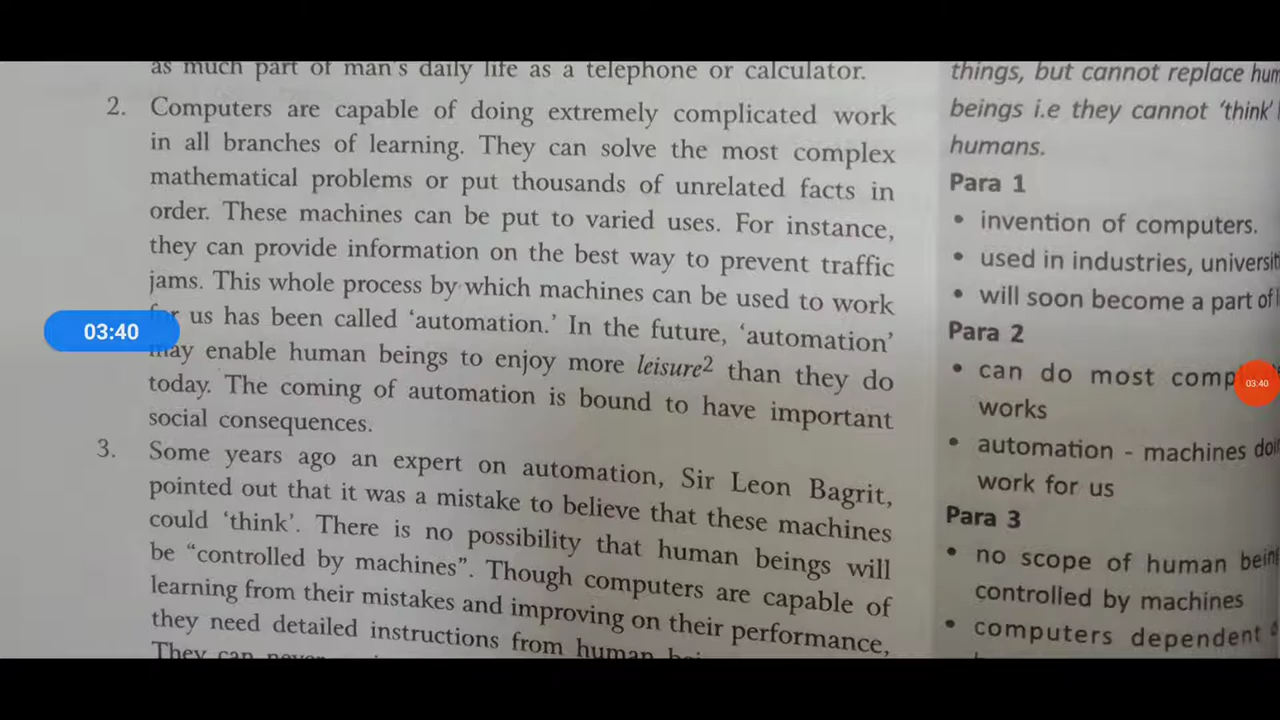 as much part of man's daily life as a telephone or calculator.
2. Computers are capable of doing extremely complicated work
in all branches of learning. They can solve the most complex
mathematical problems or put thousands of unrelated facts in
order. These machines can be put to varied uses. For instance,
they can provide information on the best way to prevent traffic
jams. This whole process by which machines can be used to work
us has been called 'automation.' In the future, 'automation'
may enable human beings to enjoy more leisure² than they do
today. The coming of automation is bound to have important
social consequences.
3. Some years ago an expert on automation, Sir Leon Bagrit,
pointed out that it was a mistake to believe that these machines
could 'think'. There is no possibility that human beings will
be "controlled by machines". Though computers are capable of
learning from their mistakes and improving on their performance,
they need detailed instructions from human
They can never
03:40
things, but cannot replace
beings i.e they cannot 'think'
humans.
Para 1
• invention of computers.
• used in industries,
• will soon become a part of
Para 2
• can do most
works
• automation - machines
work for us
Para 3
• no scope of human
controlled by machines
• computers dependent
03:40